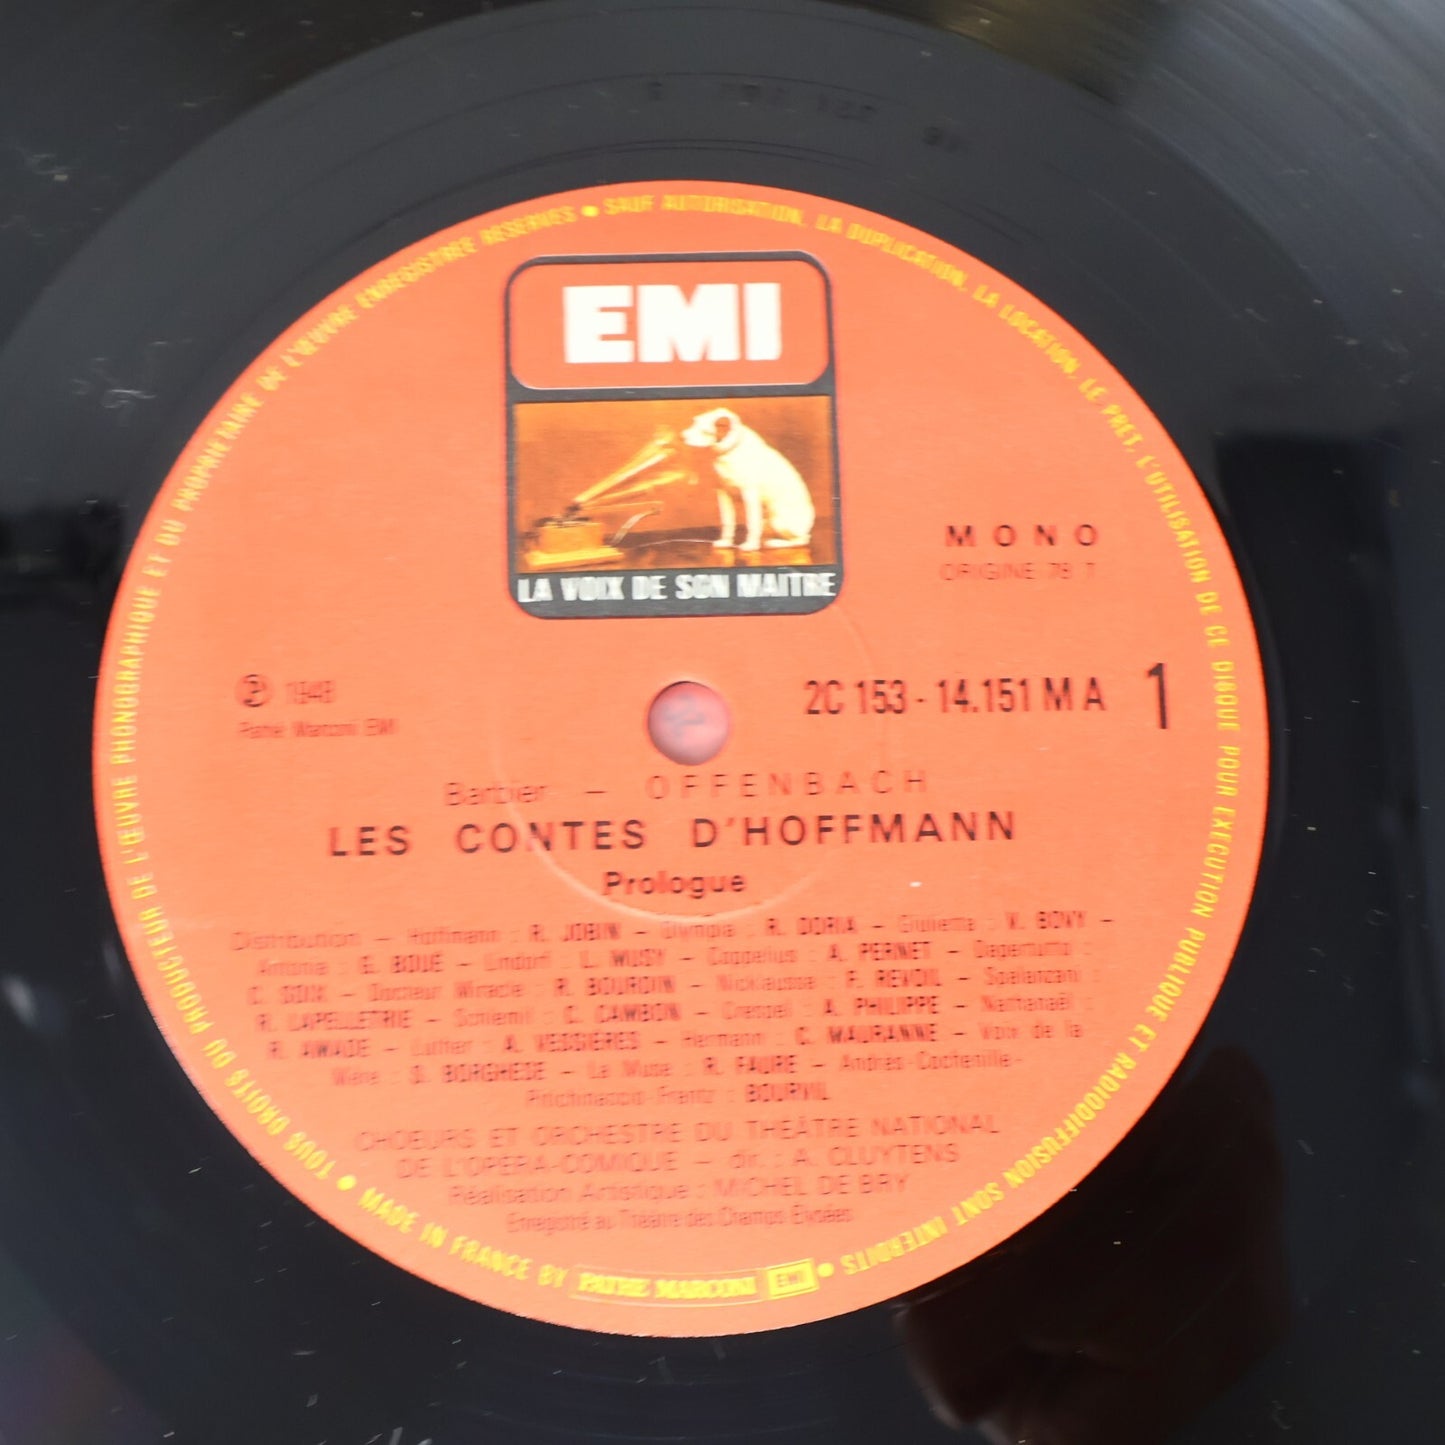 SAUF AUTORISATION, LA DUPLICATION, LA LOCATION, LE PRET, L'UTILISATION DE CE DISQUE POUR EXECUTION PUBLIQUE ET RADIODIFFUSION SONT INTERDITS
TOUS DROITS DU PRODUCTEUR DE L'ŒUVRE PHONOGRAPHIQUE ET DU PROPRIETAIRE DE L'ŒUVRE ENREGISTREE RESERVES
EMI
LA VOIX DE SON MAITRE
MONO
ORIGINE 78 T
Ⓟ 1948
Pathé Marconi EMI
2C 153 - 14.151 M A 1
Barbier – OFFENBACH
LES CONTES D'HOFFMANN
Prologue
Distribution – Hoffmann : R. JOBIN – Olympia : R. DORIA – Giulietta : V. BOVY –
Antonia : G. BOUE – Lindorf : L. MUSY – Coppelius : A. PERNET – Dapertutto :
C. SOIX – Docteur Miracle : R. BOURDIN – Nicklausse : F. REVOIL – Spalanzani :
R. LAPELLETRIE – Schlemil : C. CAMBON – Crespel : A. PHILIPPE – Nathanaël :
R. AMADE – Luther : A. VESSIERES – Hermann : C. MAURANNE – Voix de la
Mère : S. BORGHESE – La Muse : R. FAURE – Andrès-Cochenille-
Pitichinaccio-Frantz : BOURVIL
CHOEURS ET ORCHESTRE DU THEÂTRE NATIONAL
DE L'OPERA-COMIQUE – dir. : A. CLUYTENS
Réalisation Artistique : MICHEL DE BRY
Enregistré au Théâtre des Champs Elysées
MADE IN FRANCE BY PATHE MARCONI EMI